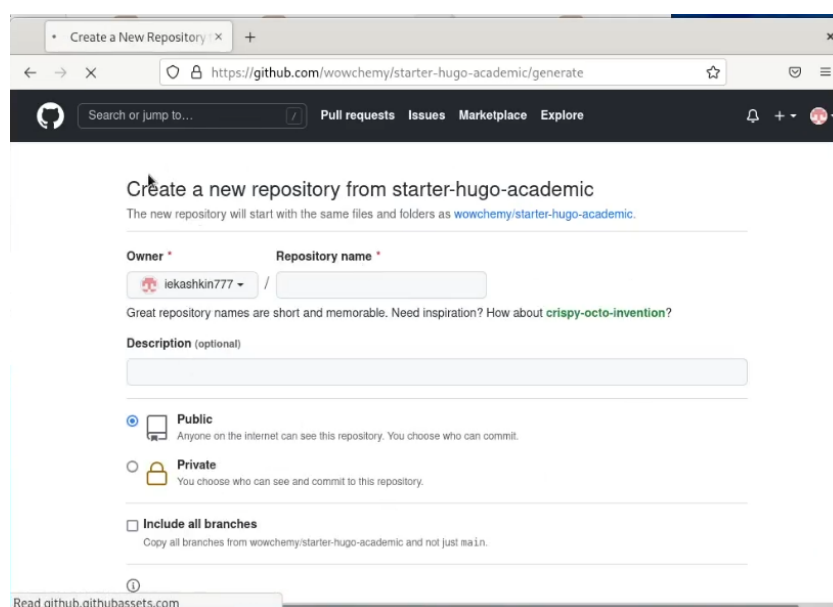 Create a New Repository
https://github.com/wowchemy/starter-hugo-academic/generate
Search or jump to... / Pull requests Issues Marketplace Explore
Create a new repository from starter-hugo-academic
The new repository will start with the same files and folders as wowchemy/starter-hugo-academic.
Owner * Repository name *
iekashkin777 /
Great repository names are short and memorable. Need inspiration? How about crispy-octo-invention?
Description (optional)
Public
Anyone on the internet can see this repository. You choose who can commit.
Private
You choose who can see and commit to this repository.
Include all branches
Copy all branches from wowchemy/starter-hugo-academic and not just main.
Read github.githubassets.com